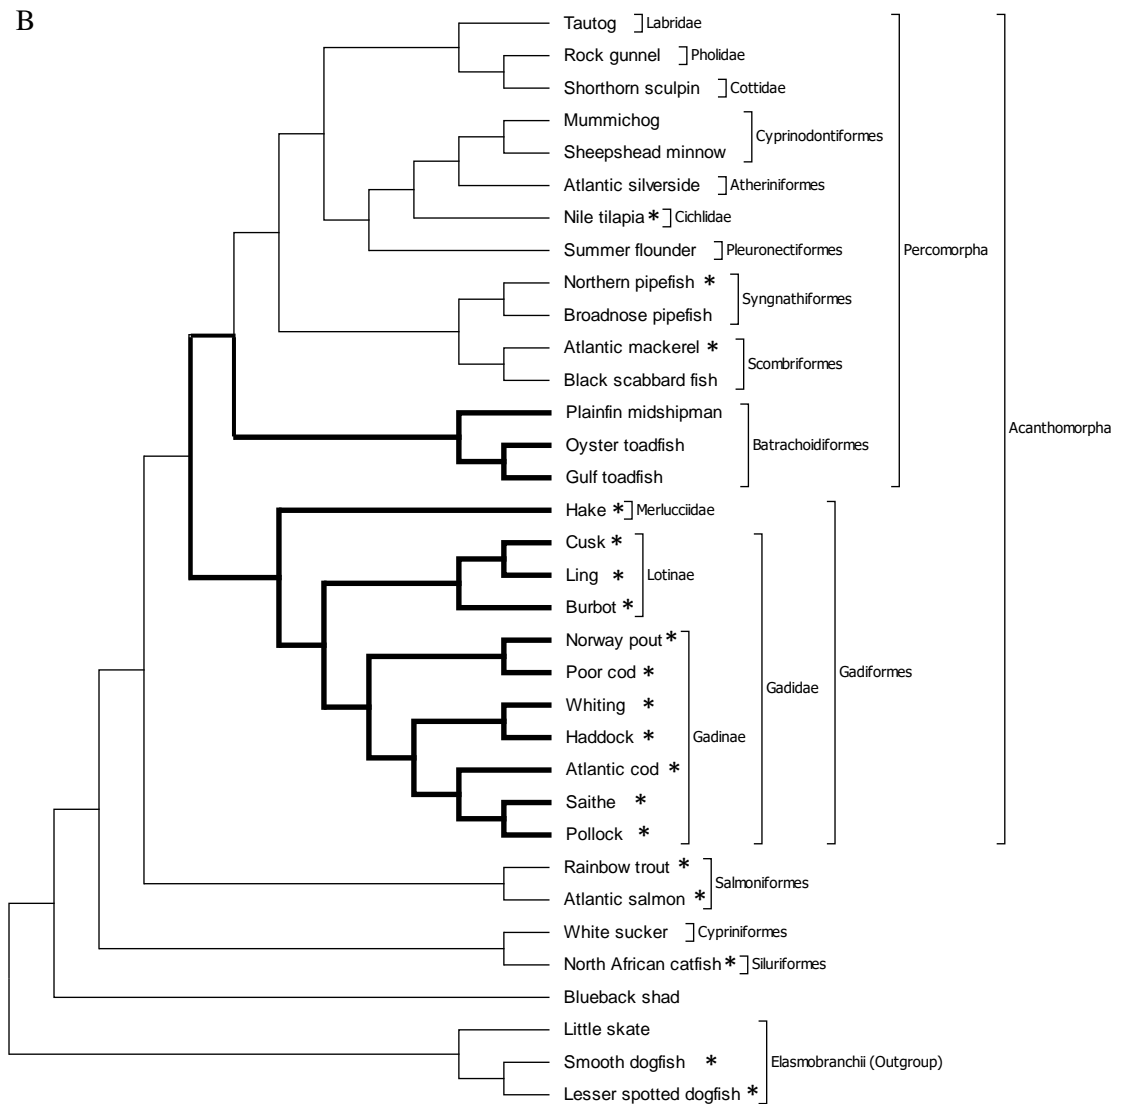 B
Tautog Labridae
Rock gunnel Pholidae
Shorthorn sculpin Cottidae
Mummichog
Cyprinodontiformes
Sheepshead minnow
Atlantic silverside Atheriniformes
Nile tilapia * Cichlidae
Summer flounder Pleuronectiformes
Percomorpha
Northern pipefish *
Syngnathiformes
Broadnose pipefish
Atlantic mackerel *
Scombriformes
Black scabbard fish
Plainfin midshipman
Acanthomorpha
Oyster toadfish Batrachoidiformes
Gulf toadfish
Hake * Merlucciidae
Cusk *
Ling * Lotinae
Burbot *
Norway pout *
Poor cod * Gadiformes
Gadidae
Whiting *
Haddock * Gadinae
Atlantic cod *
Saithe *
Pollock *
Rainbow trout *
Salmoniformes
Atlantic salmon *
White sucker Cypriniformes
North African catfish * Siluriformes
Blueback shad
Little skate
Smooth dogfish * Elasmobranchii (Outgroup)
Lesser spotted dogfish *